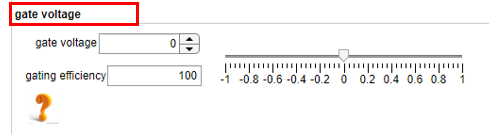 gate voltage
gate voltage 0
gating efficiency 100
-1 -0.8 -0.6 -0.4 -0.2 0 0.2 0.4 0.6 0.8 1